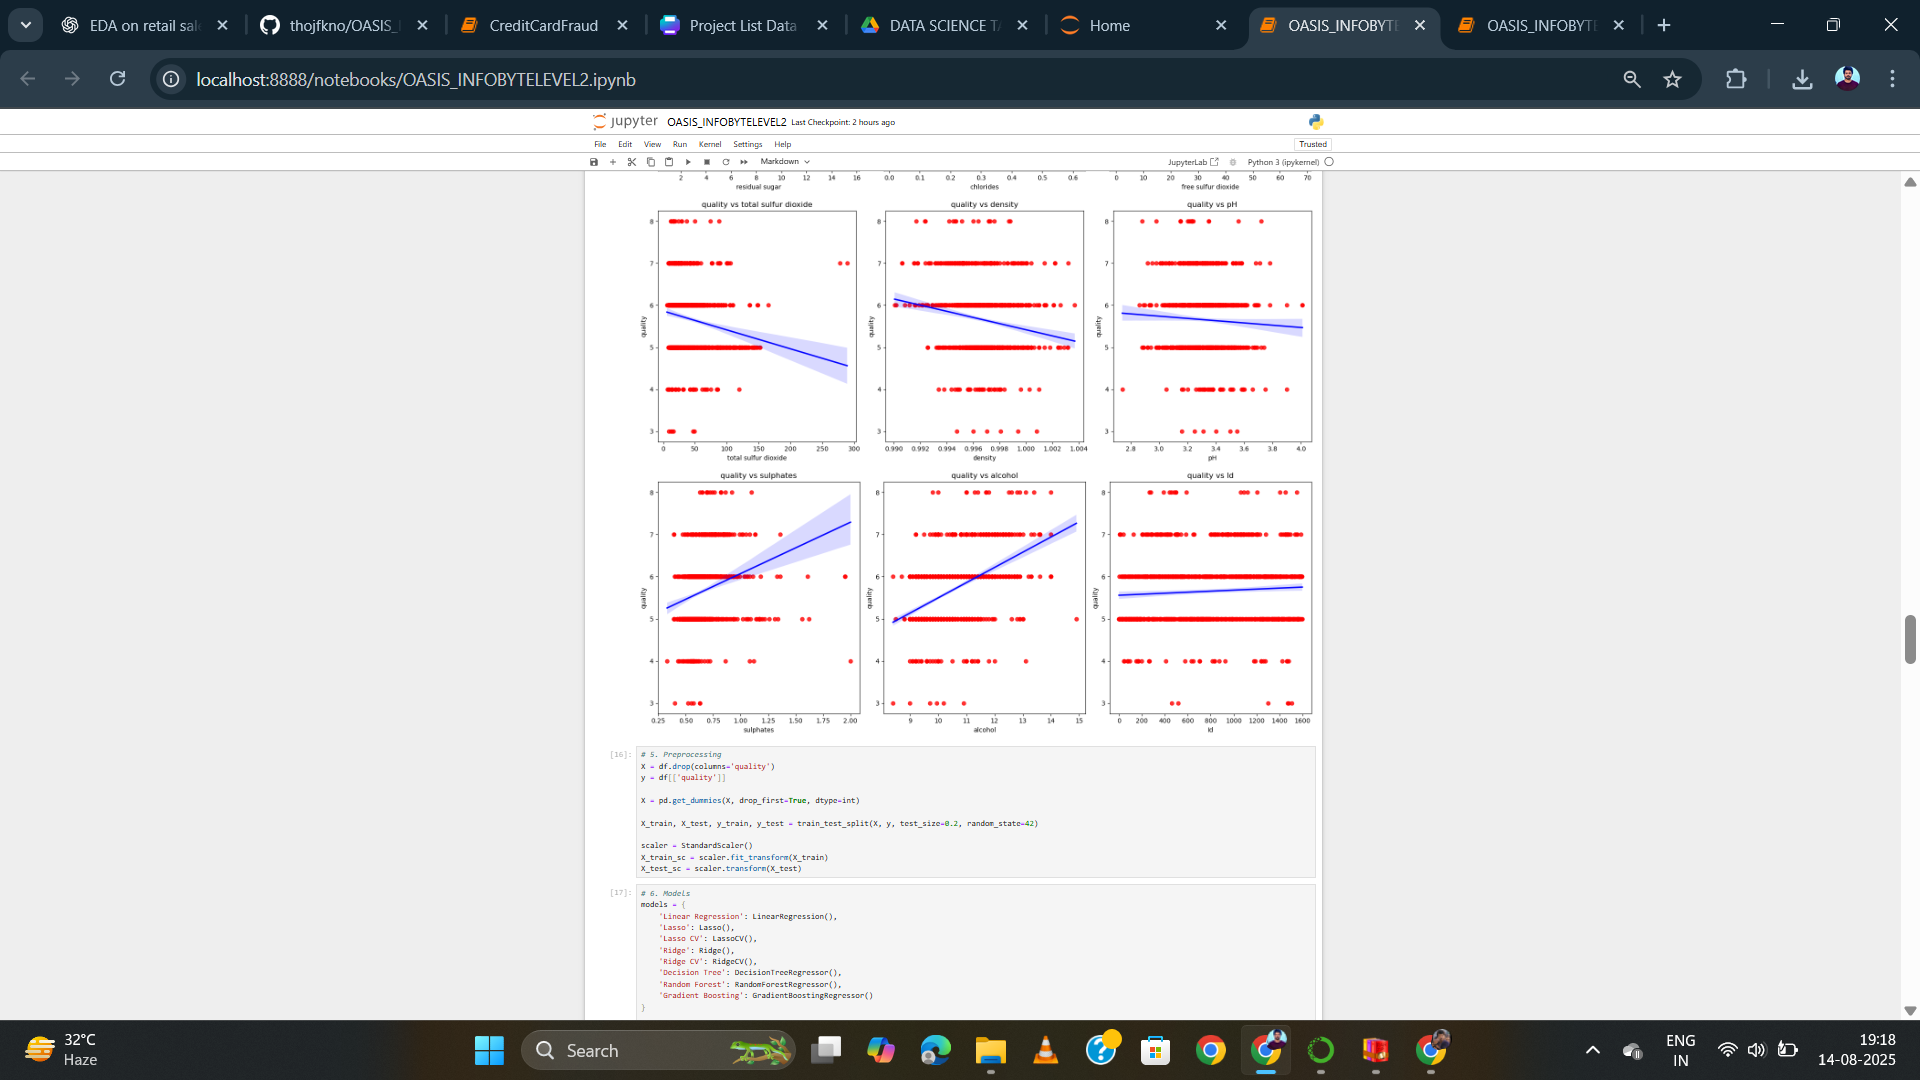 EDA on retail sal
thojfkno/OASIS_I
CreditCardFraud
Project List Data
DATA SCIENCE TA
Home
OASIS_INFOBYTE
OASIS_INFOBYTE
localhost:8888/notebooks/OASIS_INFOBYTELEVEL2.ipynb
jupyter OASIS_INFOBYTELEVEL2 Last Checkpoint: 2 hours ago
File Edit View Run Kernel Settings Help Trusted
Markdown JupyterLab Python 3 (ipykernel)
2 4 6 8 10 12 14 16 0.0 0.1 0.2 0.3 0.4 0.5 0.6 0 10 20 30 40 50 60 70
residual sugar chlorides free sulfur dioxide
quality vs total sulfur dioxide quality vs density quality vs pH
8 7 6 5 4 3 quality
8 7 6 5 4 3 quality
8 7 6 5 4 3 quality
0 50 100 150 200 250 300 0.990 0.992 0.994 0.996 0.998 1.000 1.002 1.004 2.8 3.0 3.2 3.4 3.6 3.8 4.0
total sulfur dioxide density pH
quality vs sulphates quality vs alcohol quality vs Id
8 7 6 5 4 3 quality
8 7 6 5 4 3 quality
8 7 6 5 4 3 quality
0.25 0.50 0.75 1.00 1.25 1.50 1.75 2.00 9 10 11 12 13 14 15 0 200 400 600 800 1000 1200 1400 1600
sulphates alcohol Id
[16]: # 5. Preprocessing
X = df.drop(columns='quality')
y = df[['quality']]
X = pd.get_dummies(X, drop_first=True, dtype=int)
X_train, X_test, y_train, y_test = train_test_split(X, y, test_size=0.2, random_state=42)
scaler = StandardScaler()
X_train_sc = scaler.fit_transform(X_train)
X_test_sc = scaler.transform(X_test)
[17]: # 6. Models
models = {
'Linear Regression': LinearRegression(),
'Lasso': Lasso(),
'Lasso CV': LassoCV(),
'Ridge': Ridge(),
'Ridge CV': RidgeCV(),
'Decision Tree': DecisionTreeRegressor(),
'Random Forest': RandomForestRegressor(),
'Gradient Boosting': GradientBoostingRegressor()
}
32°C
Haze
Search
ENG
IN
19:18
14-08-2025